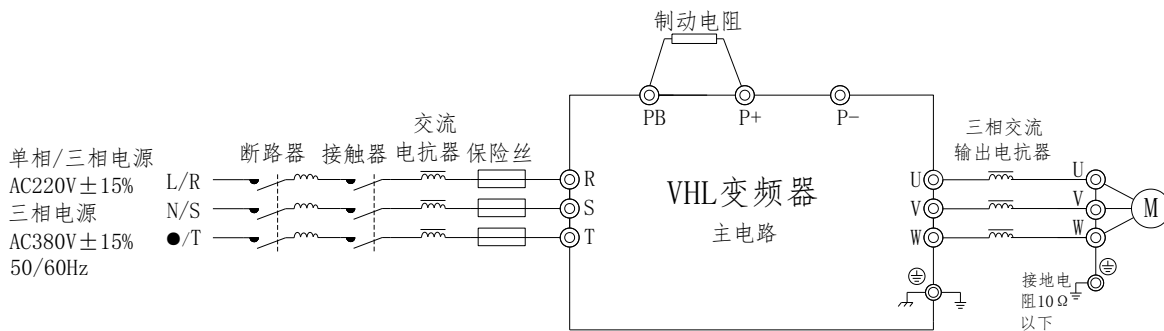 制动电阻
PB
P+
P-
单相/三相电源
AC220V±15%
三相电源
AC380V±15%
50/60Hz
L/R
N/S
●/T
断路器
接触器
交流
电抗器
保险丝
R
S
T
VHL变频器
主电路
U
V
W
三相交流
输出电抗器
U
V
W
M
接地电
阻10Ω
以下